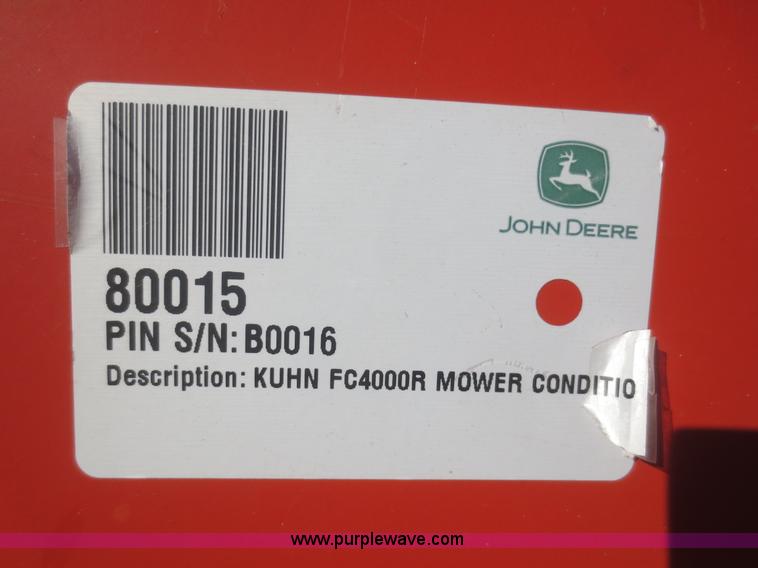 JOHN DEERE
80015
PIN S/N: B0016
Description: KUHN FC4000R MOWER CONDITIO
www.purplewave.com